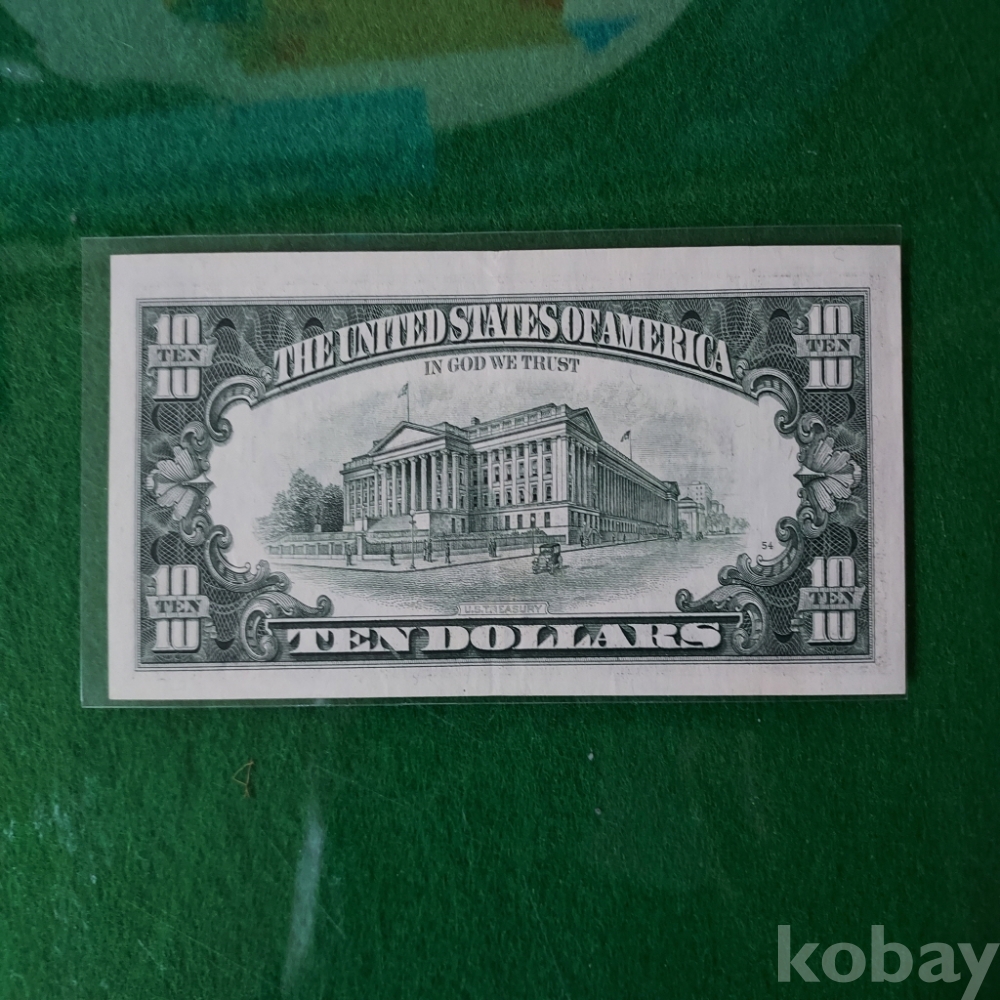 10
TEN
10
THE UNITED STATES OF AMERICA
10
TEN
10
IN GOD WE TRUST
54
10
TEN
10
U.S. TREASURY
TEN DOLLARS
10
TEN
10
kobay